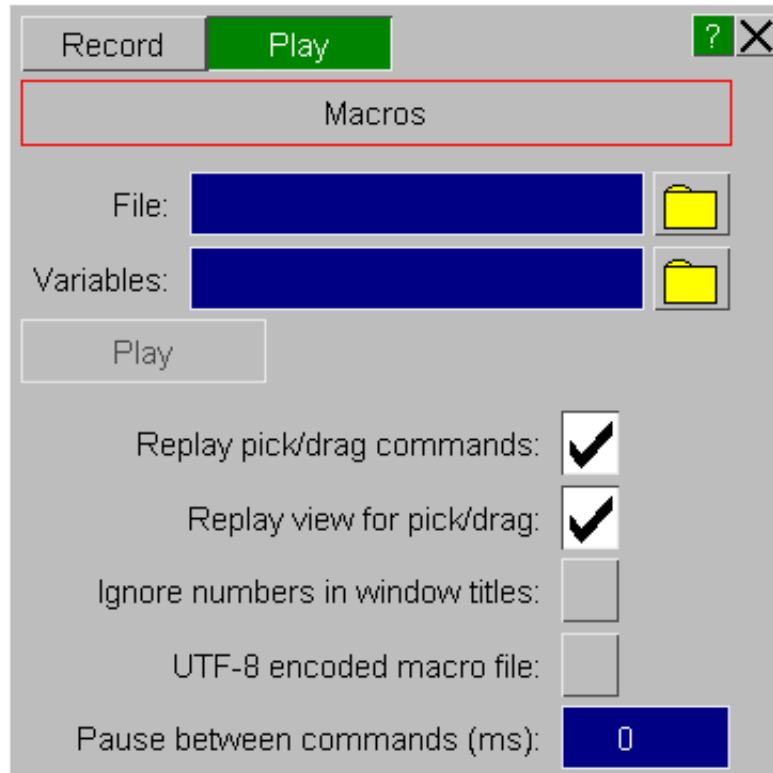 Record Play ?
Macros
File:
Variables:
Play
Replay pick/drag commands:
Replay view for pick/drag:
Ignore numbers in window titles:
UTF-8 encoded macro file:
Pause between commands (ms): 0